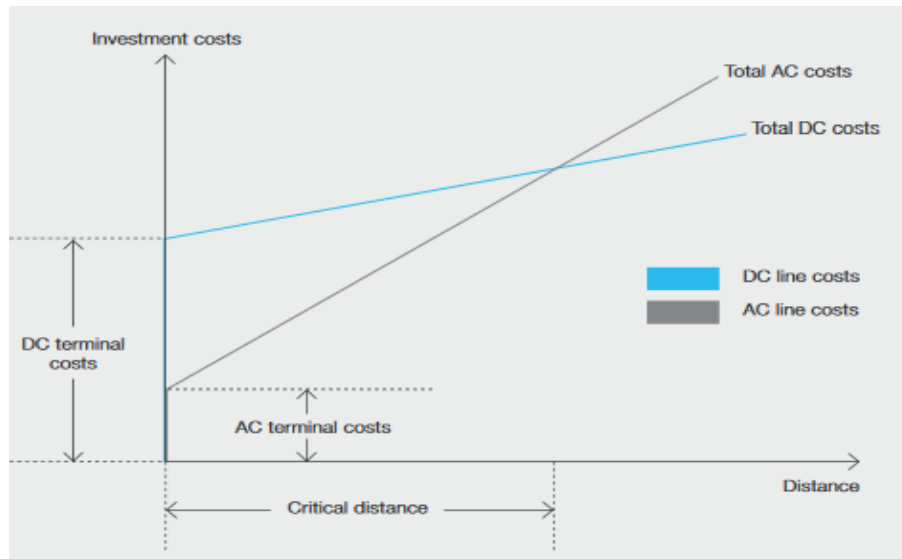 Investment costs
Total AC costs
Total DC costs
DC line costs
AC line costs
DC terminal
costs
AC terminal costs
Distance
Critical distance